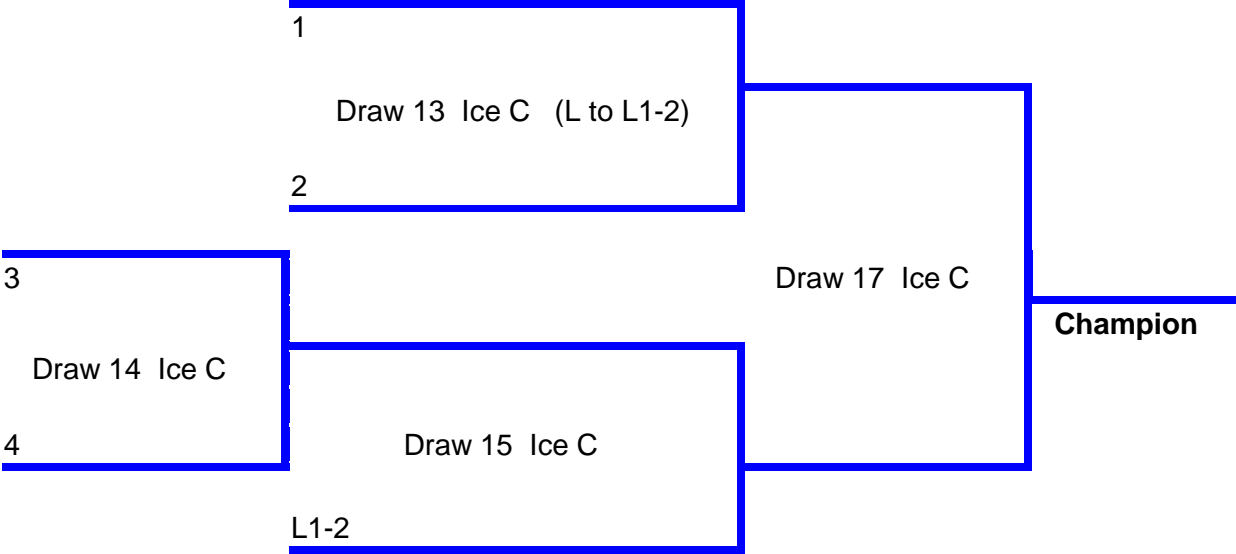 1
Draw 13 Ice C (L to L1-2)
2
3
Draw 17 Ice C
Champion
Draw 14 Ice C
4
Draw 15 Ice C
L1-2